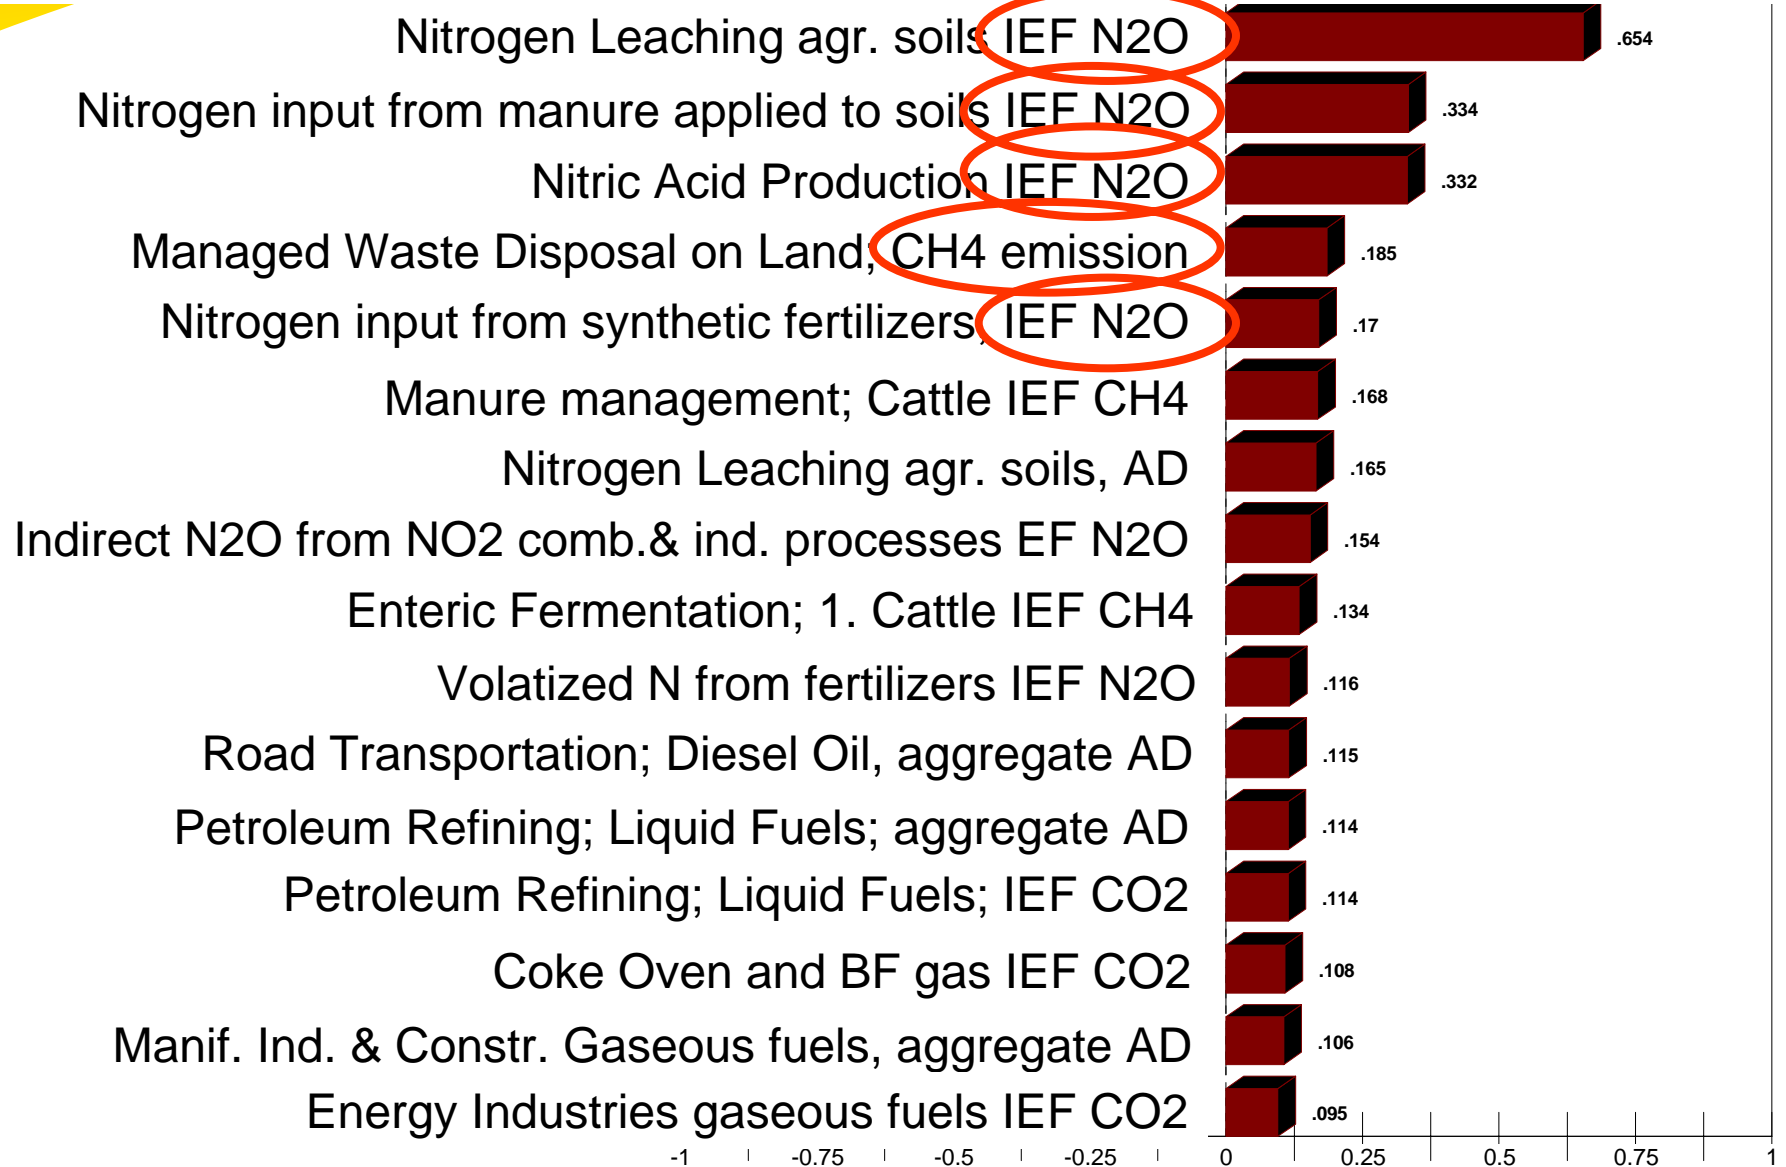 Nitrogen Leaching agr. soils IEF N2O .654
Nitrogen input from manure applied to soils IEF N2O .334
Nitric Acid Production IEF N2O .332
Managed Waste Disposal on Land; CH4 emission .185
Nitrogen input from synthetic fertilizers, IEF N2O .17
Manure management; Cattle IEF CH4 .168
Nitrogen Leaching agr. soils, AD .165
Indirect N2O from NO2 comb.& ind. processes EF N2O .154
Enteric Fermentation; 1. Cattle IEF CH4 .134
Volatized N from fertilizers IEF N2O .116
Road Transportation; Diesel Oil, aggregate AD .115
Petroleum Refining; Liquid Fuels; aggregate AD .114
Petroleum Refining; Liquid Fuels; IEF CO2 .114
Coke Oven and BF gas IEF CO2 .108
Manif. Ind. & Constr. Gaseous fuels, aggregate AD .106
Energy Industries gaseous fuels IEF CO2 .095
-1 -0.75 -0.5 -0.25 0 0.25 0.5 0.75 1